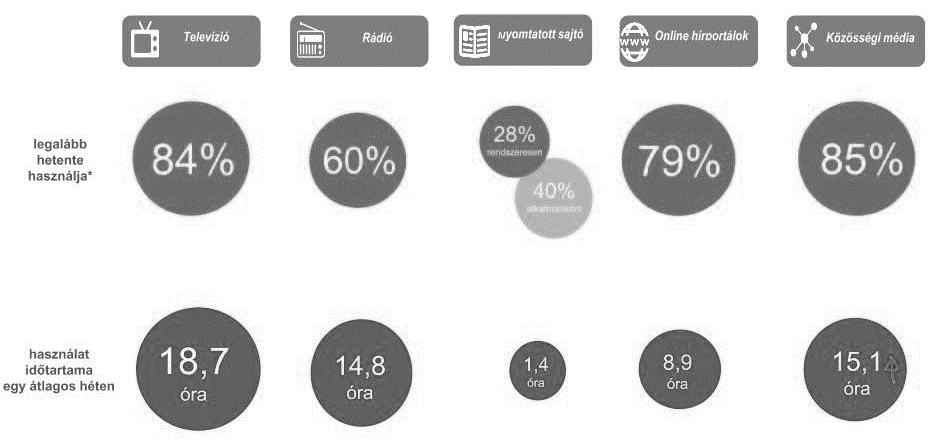 Televízió
Rádió
Nyomtatott sajtó
Online hírportálok
Közösségi média
www
legalább
hetente
használja*
84%
60%
28%
rendszeresen
40%
alkalmanként
79%
85%
használat
időtartama
egy átlagos héten
18,7
óra
14,8
óra
1,4
óra
8,9
óra
15,1
óra